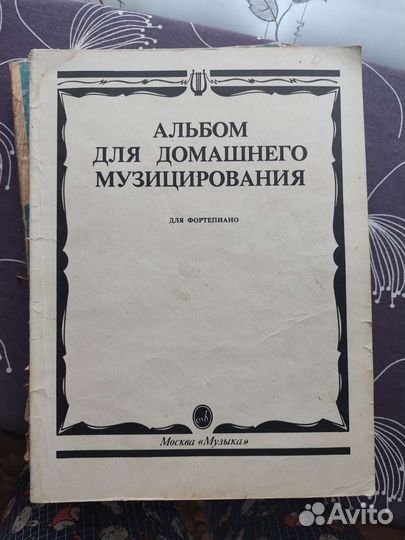 АЛЬБОМ
ДЛЯ ДОМАШНЕГО
МУЗИЦИРОВАНИЯ
ДЛЯ ФОРТЕПИАНО
Москва «Музыка»
Avito